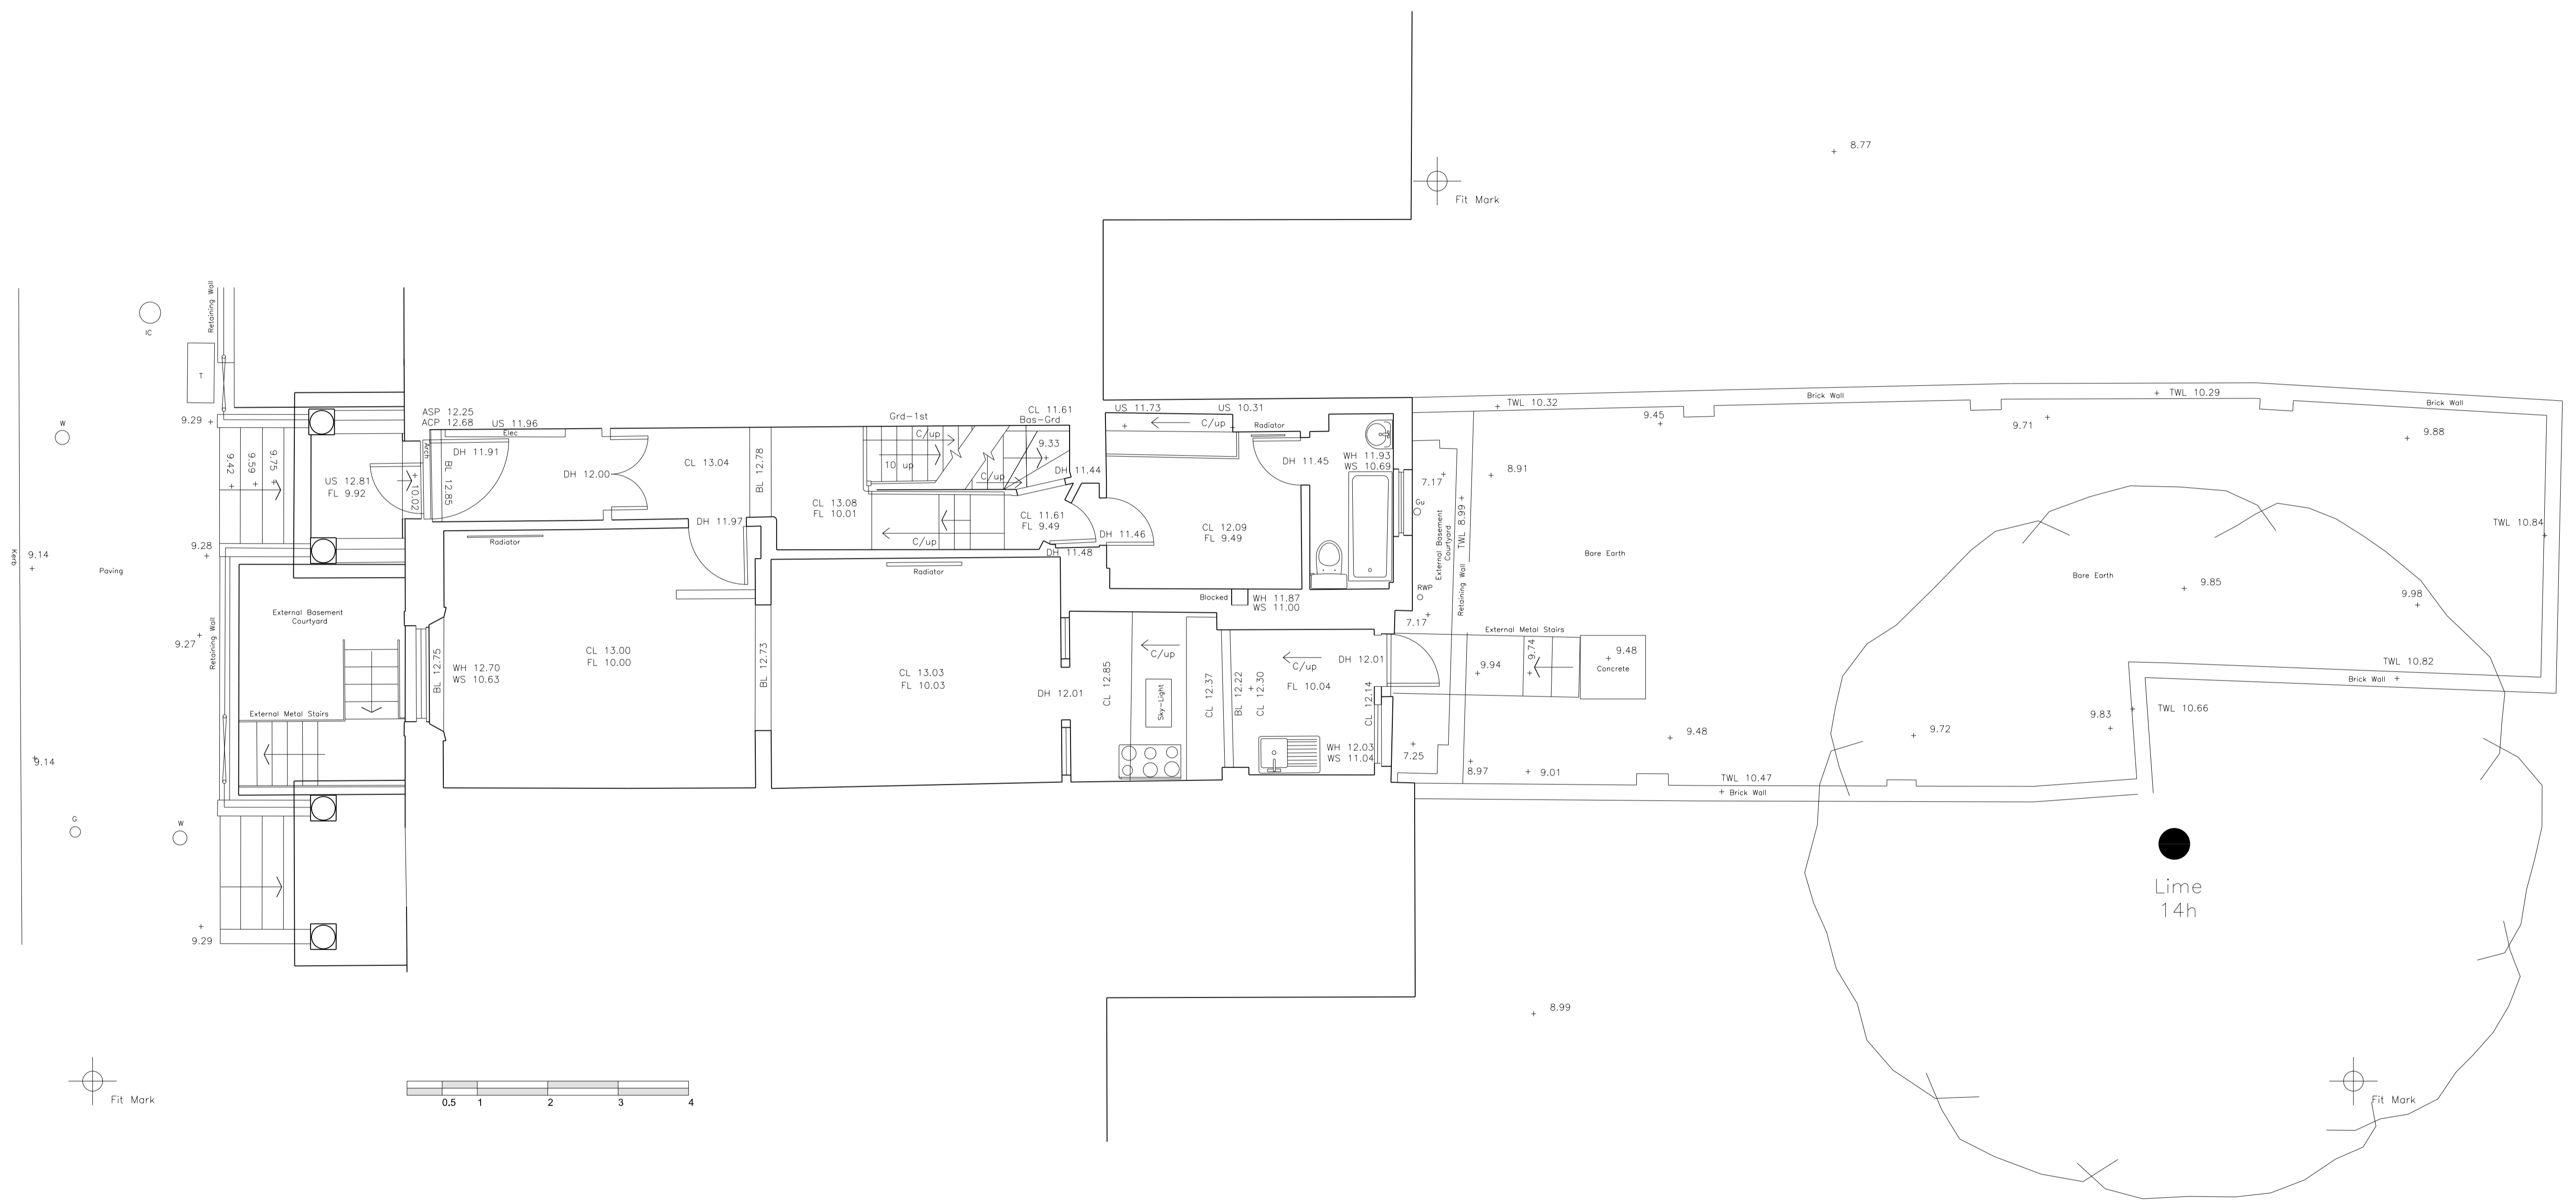 8.77
Fit Mark
Retaining Wall
IC
T
W
9.29
9.42
9.59
9.75
US 12.81
FL 9.92
10.02
ASP 12.25
ACP 12.68
US 11.96
Elec
Arch
DH 11.91
BL 12.85
DH 12.00
CL 13.04
BL 12.78
DH 11.97
Radiator
CL 13.08
FL 10.01
Grd-1st
C/up
10 up
C/up
CL 11.61
Bas-Grd
9.33
DH 11.44
C/up
CL 11.61
FL 9.49
DH 11.48
DH 11.46
US 11.73
US 10.31
C/up
Radiator
DH 11.45
WH 11.93
WS 10.69
CL 12.09
FL 9.49
Blocked
WH 11.87
WS 11.00
7.17
Gu
External Basement
Courtyard
Retaining Wall
TWL 8.99
RWP
7.17
8.91
TWL 10.32
Brick Wall
TWL 10.29
Brick Wall
9.45
9.71
9.88
TWL 10.84
Bare Earth
Bare Earth
9.85
9.98
Kerb
9.14
Paving
9.28
9.27
Retaining Wall
External Basement
Courtyard
External Metal Stairs
BL 12.75
WH 12.70
WS 10.63
CL 13.00
FL 10.00
BL 12.73
Radiator
CL 13.03
FL 10.03
DH 12.01
CL 12.85
C/up
Sky-Light
CL 12.37
BL 12.22
CL 12.30
C/up
FL 10.04
DH 12.01
CL 12.14
WH 12.03
WS 11.04
7.25
External Metal Stairs
9.94
9.74
9.48
Concrete
8.97
9.01
9.48
TWL 10.47
Brick Wall
9.72
9.83
TWL 10.66
TWL 10.82
Brick Wall
9.14
G
W
9.29
Lime
14h
8.99
Fit Mark
0.5 1 2 3 4
Fit Mark